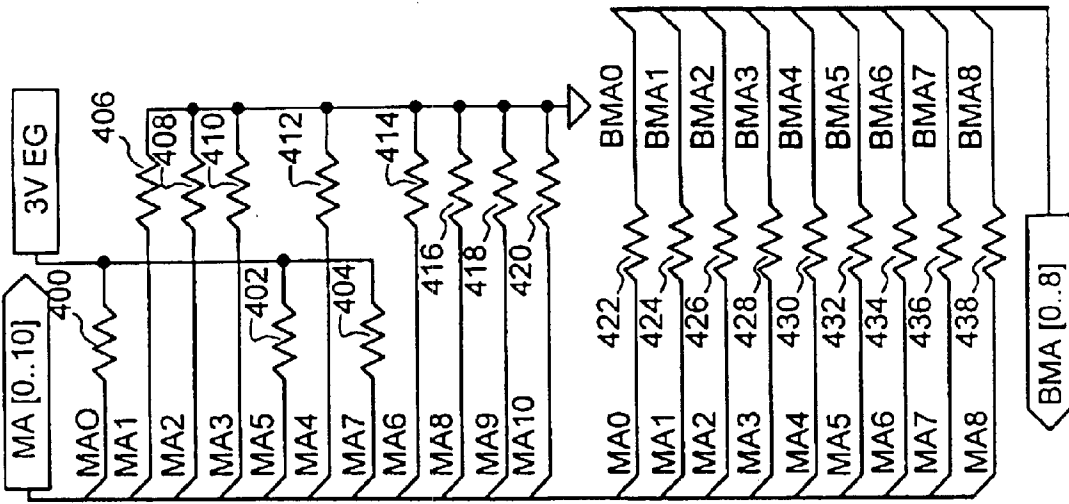 3V EG
MA [0..10]
400
406
MAO
MA1
408
MA2
410
MA3
402
MA5
412
MA4
404
MA7
414
MA6
416
MA8
418
MA9
420
MA10
MA0 422 BMA0
MA1 424 BMA1
MA2 426 BMA2
MA3 428 BMA3
MA4 430 BMA4
MA5 432 BMA5
MA6 434 BMA6
MA7 436 BMA7
MA8 438 BMA8
BMA [0..8]